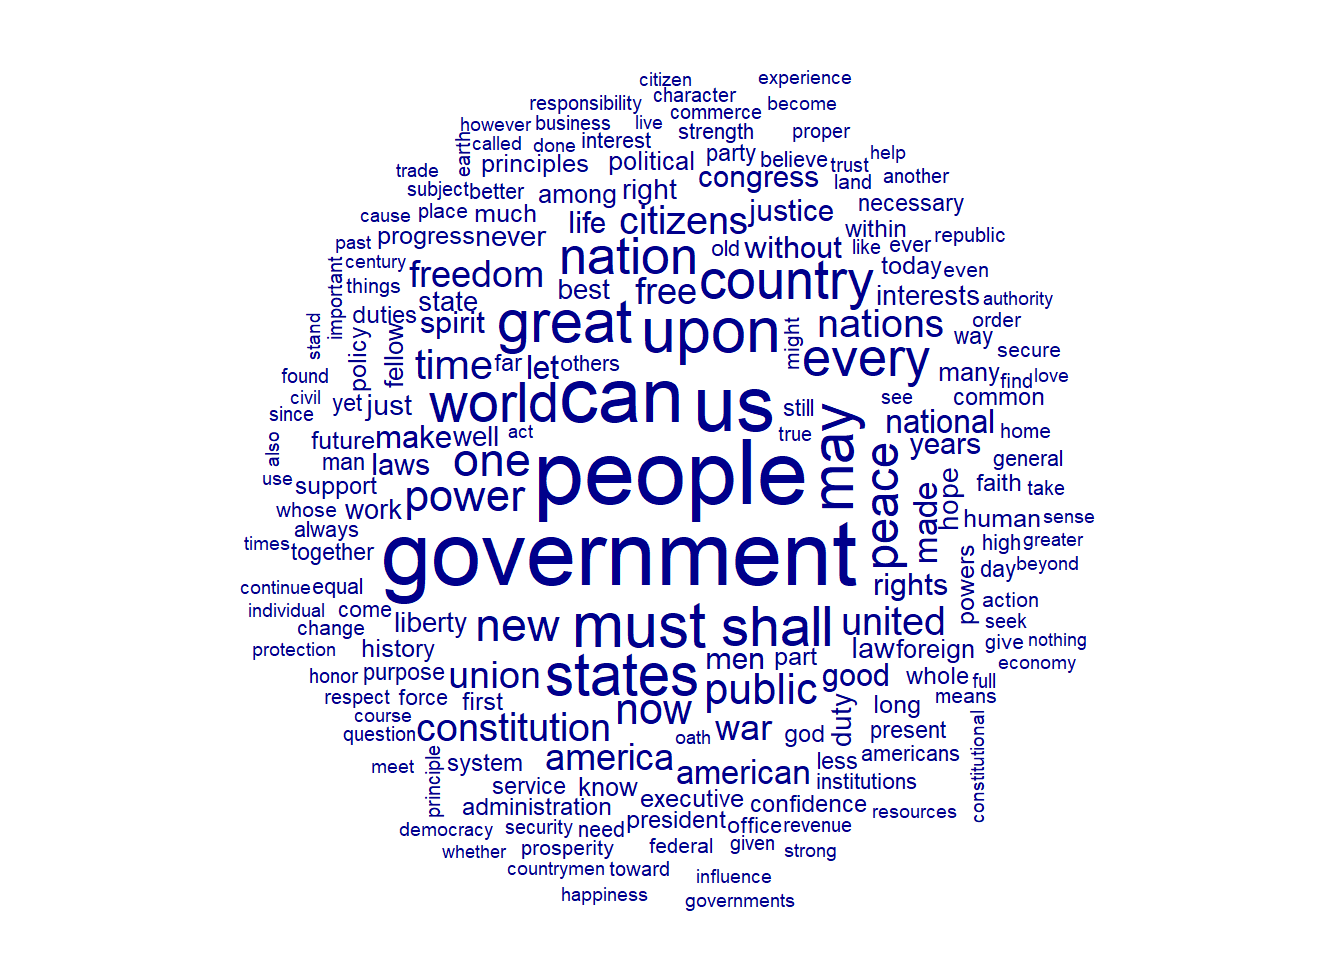 citizen experience
responsibility character become
commerce
however business live strength proper
earth called done interest
trade principles political party believe trust help
subject better among right congress land another
cause place much life citizens justice necessary
past progress never old without within like ever republic
important century things freedom nation best free country today even
state interests authority
stand duties spirit great upon might nations order
policy fellow time far let others every way secure
found many find love
civil since yet just world can us still see common
also future make well act true may national home
man laws one people peace years general
use support power made hope faith take
whose work human sense
always
times together government high greater
powers day beyond
continue equal rights
individual come liberty new must shall united action
change seek
protection history men part law foreign give nothing
honor purpose union states public good whole full economy
respect force first now duty long means
course constitution oath war god present constitutional
question
meet principle system america american less americans
service know institutions
administration executive confidence resources
democracy security need president office revenue
whether prosperity federal given strong
countrymen toward influence
happiness governments